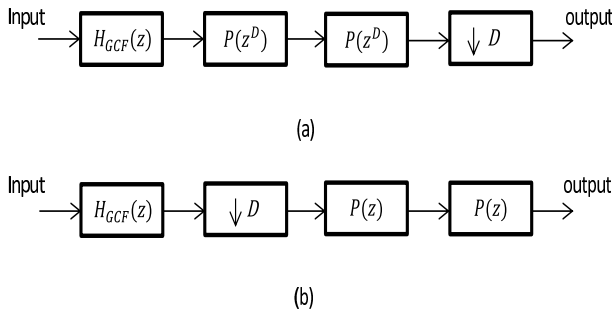 Input H_{GCF}(z) P(z^D) P(z^D) ↓ D output
(a)
Input H_{GCF}(z) ↓ D P(z) P(z) output
(b)